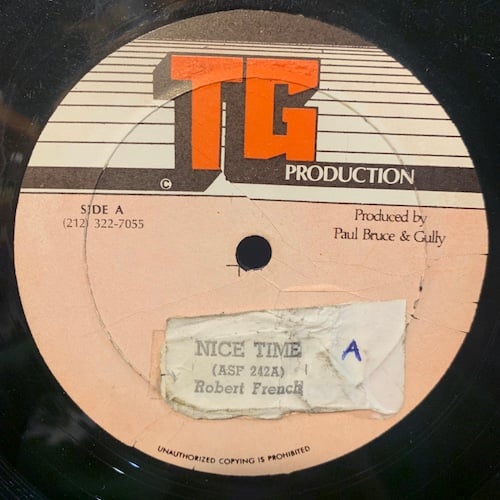 TG
PRODUCTION
©
SIDE A
(212) 322-7055
Produced by
Paul Bruce & Gully
NICE TIME
A
(ASF 242A)
Robert French
UNAUTHORIZED COPYING IS PROHIBITED